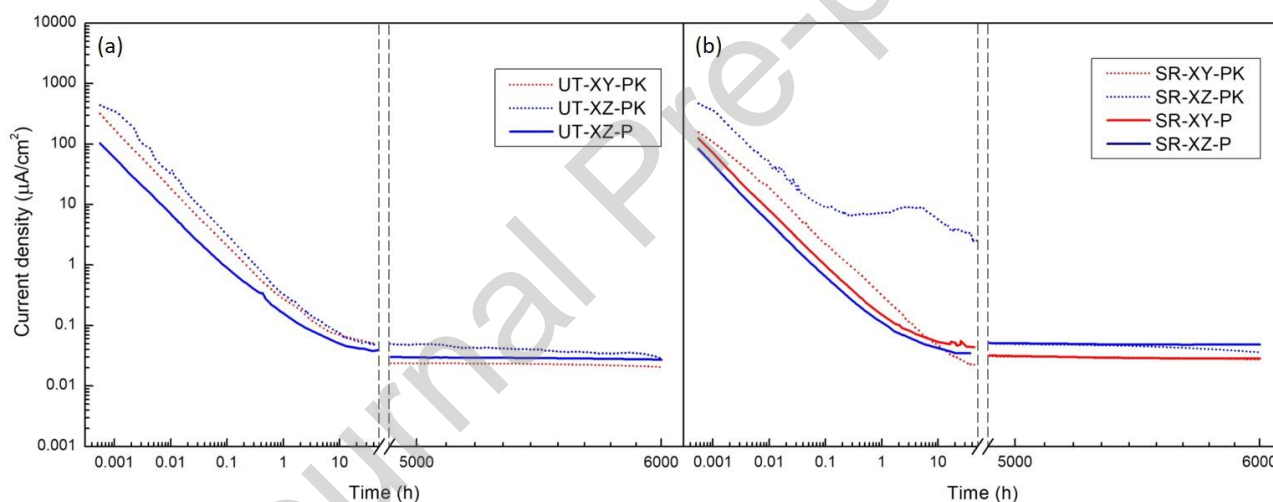 (a)
(b)
10000
1000
100
10
1
0.1
0.01
0.001
Current density (µA/cm²)
UT-XY-PK
UT-XZ-PK
UT-XZ-P
SR-XY-PK
SR-XZ-PK
SR-XY-P
SR-XZ-P
0.001 0.01 0.1 1 10 5000 6000
0.001 0.01 0.1 1 10 5000 6000
Time (h)
Time (h)
urnal Pre-p